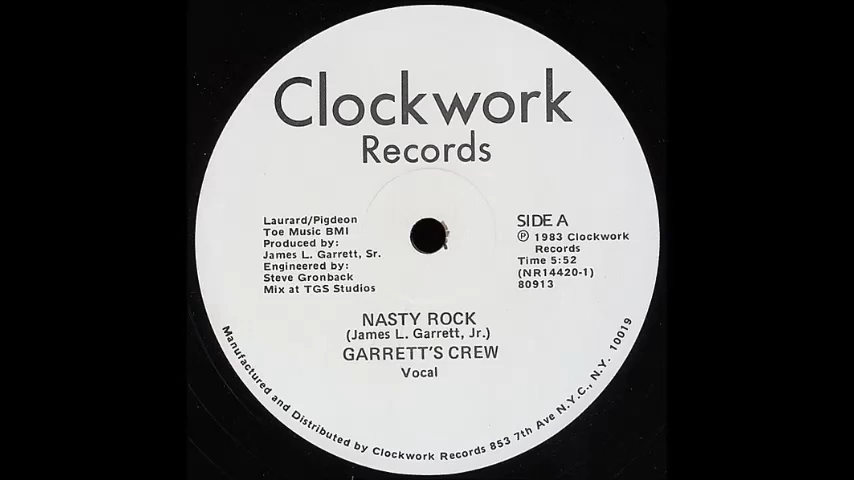 Clockwork
Records
Laurard/Pigdeon
Toe Music BMI
Produced by:
James L. Garrett, Sr.
Engineered by:
Steve Gronback
Mix at TGS Studios
SIDE A
Ⓟ 1983 Clockwork
Records
Time 5:52
(NR14420-1)
80913
NASTY ROCK
(James L. Garrett, Jr.)
GARRETT'S CREW
Vocal
Manufactured and Distributed by Clockwork Records 853 7th Ave N.Y.C., N.Y. 10019